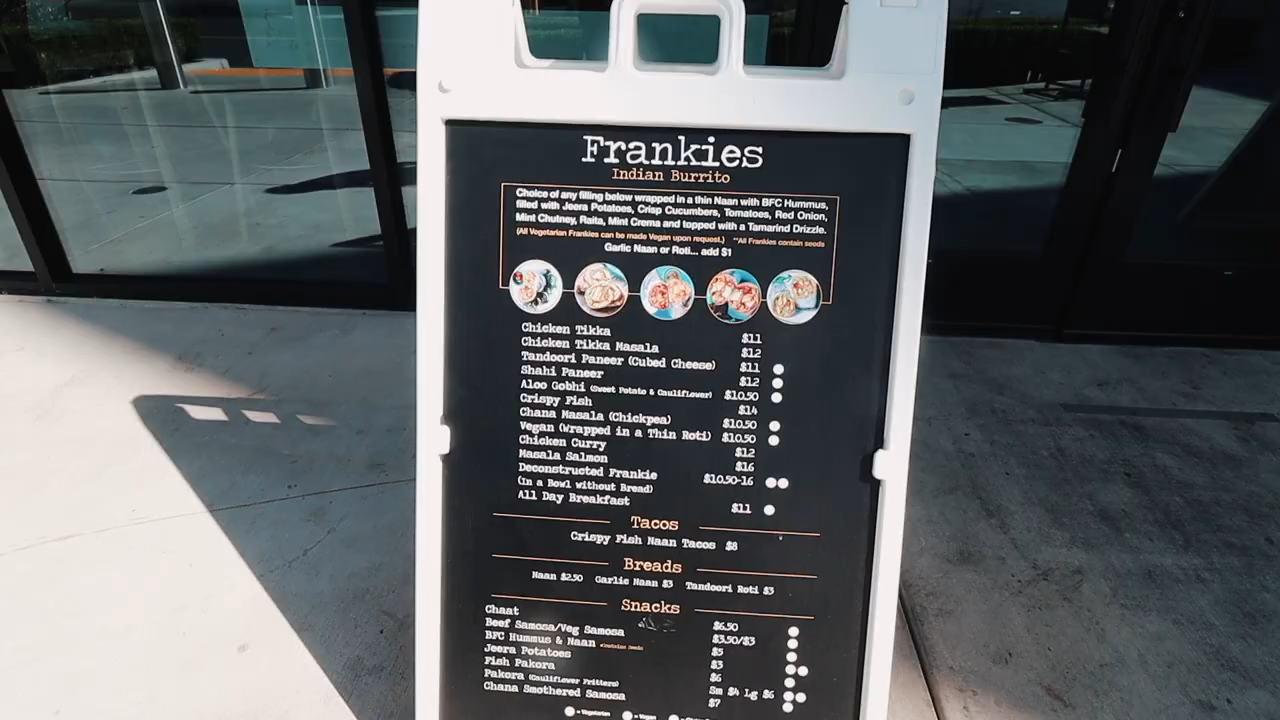 Frankies
Indian Burrito
Choice of any filling below wrapped in a thin Naan with BFC Hummus,
filled with Jeera Potatoes, Crisp Cucumbers, Tomatoes, Red Onion,
Mint Chutney, Raita, Mint Crema and topped with a Tamarind Drizzle.
(All Vegetarian Frankies can be made Vegan upon request.) **All Frankies contain seeds
Garlic Naan or Roti... add $1
Chicken Tikka $11
Chicken Tikka Masala $12
Tandoori Paneer (Cubed Cheese) $11
Shahi Paneer $12
Aloo Gobhi (Sweet Potato & Cauliflower) $10.50
Crispy Fish $14
Chana Masala (Chickpea) $10.50
Vegan (Wrapped in a Thin Roti) $10.50
Chicken Curry $12
Masala Salmon $16
Deconstructed Frankie $10.50-16
(In a Bowl without Bread)
All Day Breakfast $11
Tacos
Crispy Fish Naan Tacos $8
Breads
Naan $2.50 Garlic Naan $3 Tandoori Roti $3
Snacks
Chaat $6.50
Beef Samosa/Veg Samosa $3.50/$3
BFC Hummus & Naan *Contains Seeds $5
Jeera Potatoes $3
Fish Pakora $6
Pakora (Cauliflower Fritters) Sm $4 Lg $6
Chana Smothered Samosa $7
= Vegetarian = Vegan